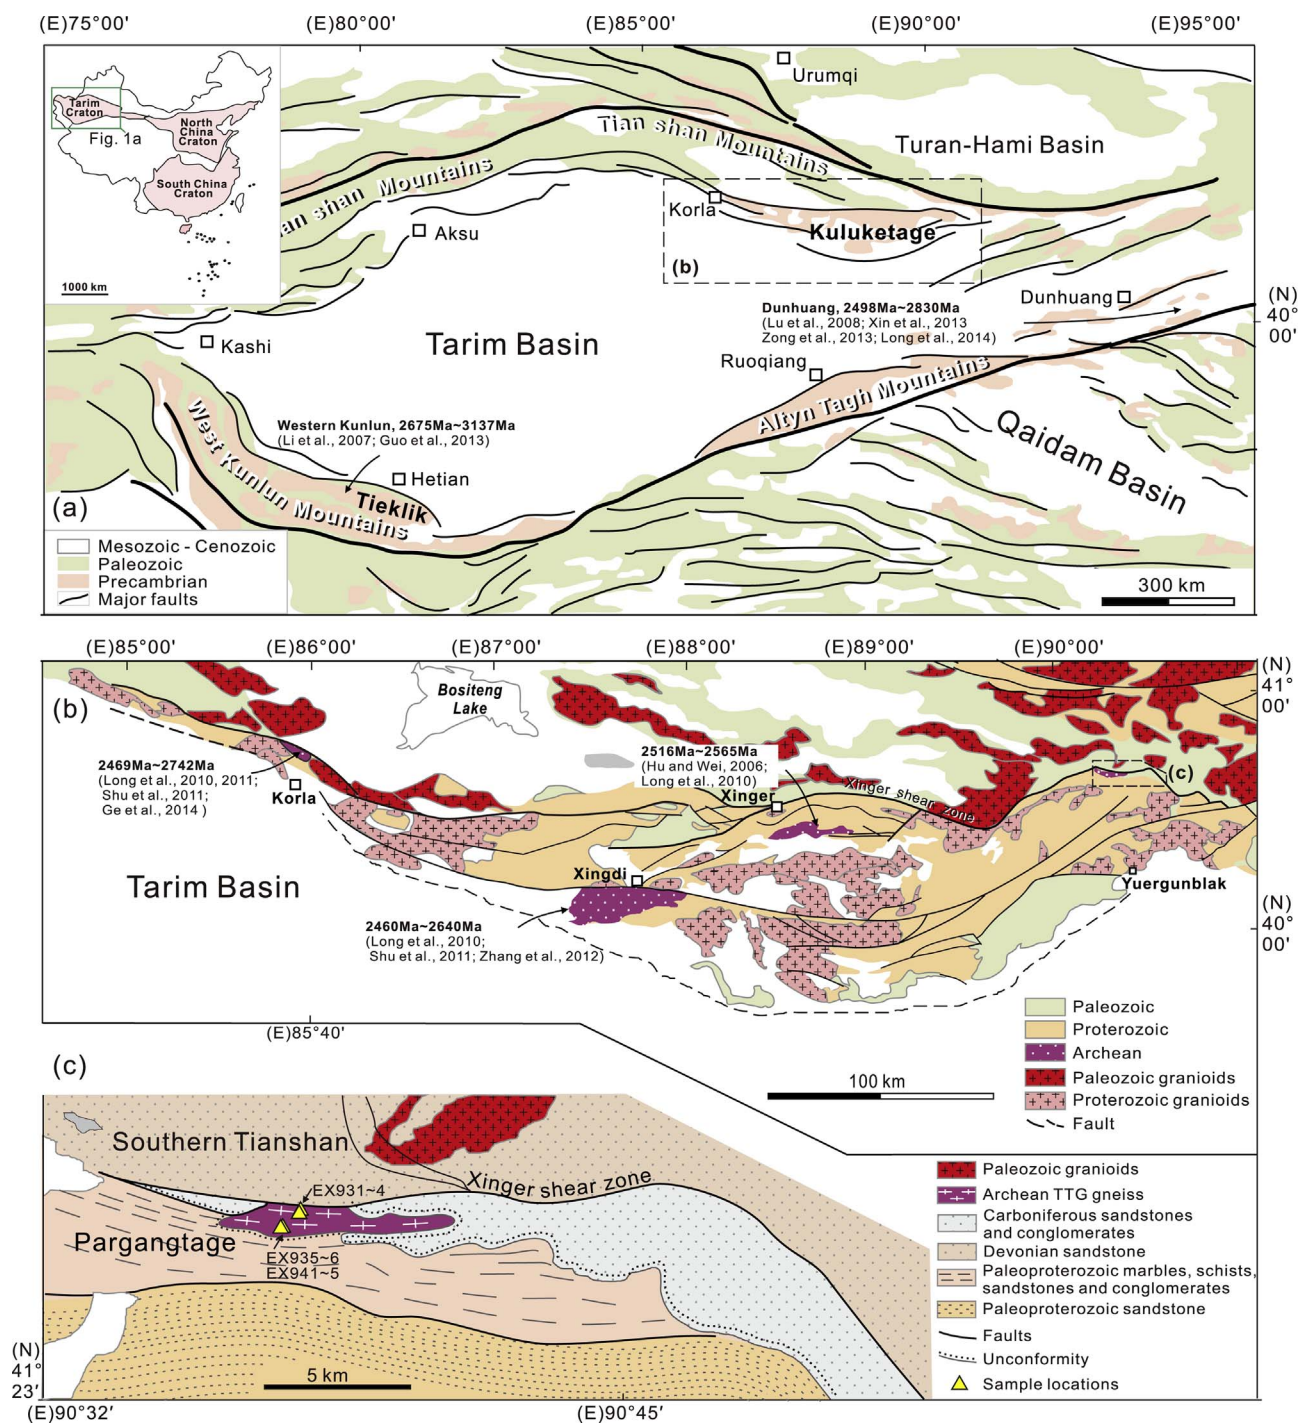 (E)75°00' (E)80°00' (E)85°00' (E)90°00' (E)95°00'
Tarim
Craton
Fig. 1a
North
China
Craton
South China
Craton
1000 km
Urumqi
Tian shan Mountains
Turan-Hami Basin
an shan Mountains
Korla
Kuluketage
Aksu
(b)
Dunhuang
(N)
40°
00'
Dunhuang, 2498Ma~2830Ma
(Lu et al., 2008; Xin et al., 2013
Zong et al., 2013; Long et al., 2014)
Kashi
Tarim Basin
Ruoqiang
Altyn Tagh Mountains
Western Kunlun, 2675Ma~3137Ma
(Li et al., 2007; Guo et al., 2013)
West Kunlun Mountains
Hetian
Tieklik
Qaidam Basin
(a)
Mesozoic - Cenozoic
Paleozoic
Precambrian
Major faults
300 km
(E)85°00' (E)86°00' (E)87°00' (E)88°00' (E)89°00' (E)90°00'
(N)
41°
00'
(b)
Bositeng
Lake
2469Ma~2742Ma
(Long et al., 2010, 2011;
Shu et al., 2011;
Ge et al., 2014 )
Korla
2516Ma~2565Ma
(Hu and Wei, 2006;
Long et al., 2010)
Xinger
Xinger shear zone
(c)
Tarim Basin
Xingdi
Yuergunblak
2460Ma~2640Ma
(Long et al., 2010;
Shu et al., 2011; Zhang et al., 2012)
(N)
40°
00'
Paleozoic
Proterozoic
Archean
Paleozoic granioids
Proterozoic granioids
Fault
100 km
(E)85°40'
(c)
Southern Tianshan
Xinger shear zone
EX931~4
Pargangtage
EX935~6
EX941~5
5 km
Paleozoic granioids
Archean TTG gneiss
Carboniferous sandstones
and conglomerates
Devonian sandstone
Paleoproterozoic marbles, schists,
sandstones and conglomerates
Paleoproterozoic sandstone
Faults
Unconformity
Sample locations
(N)
41°
23'
(E)90°32' (E)90°45'